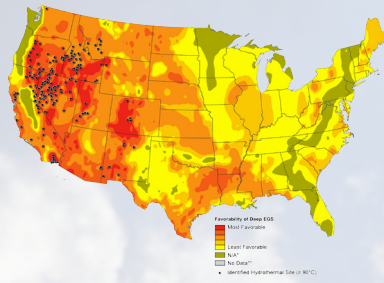 Favorability of Deep EGS
Most Favorable
Least Favorable
N/A*
No Data**
Identified Hydrothermal Site (≥ 90°C)